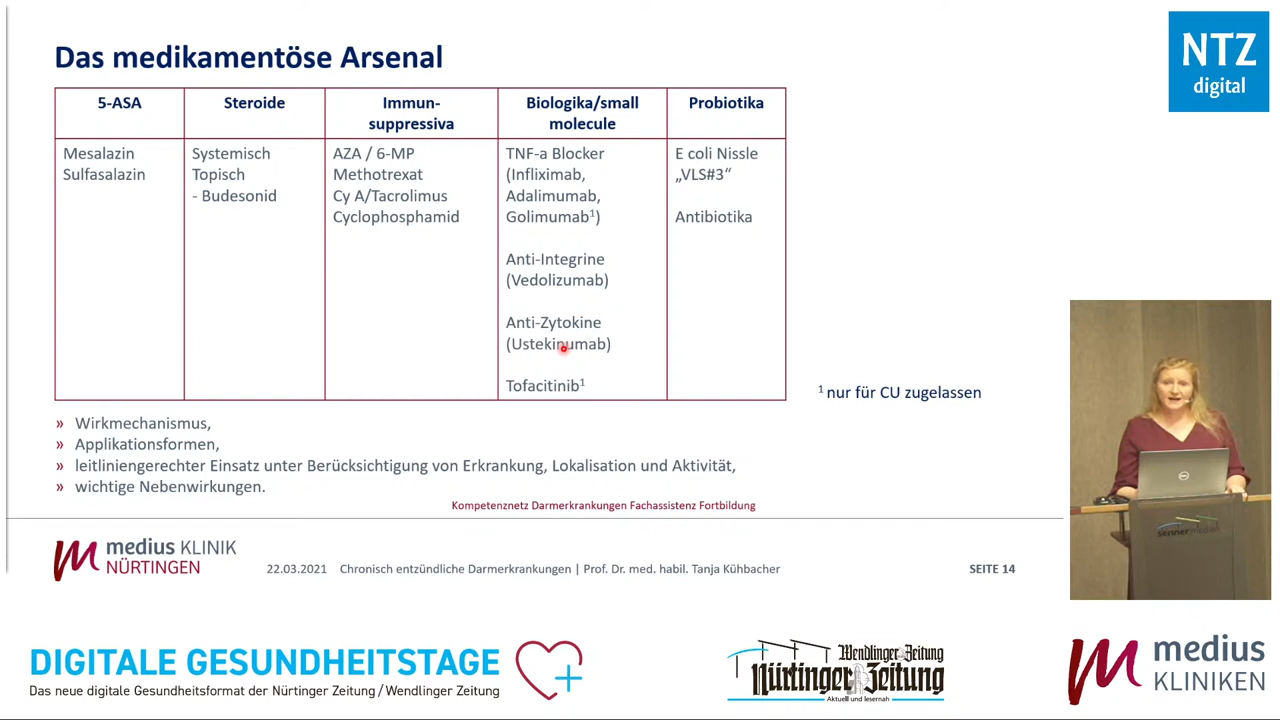 Das medikamentöse Arsenal
NTZ
digital
5-ASA
Steroide
Immun-
suppressiva
Biologika/small
molecule
Probiotika
Mesalazin
Sulfasalazin
Systemisch
Topisch
- Budesonid
AZA / 6-MP
Methotrexat
Cy A/Tacrolimus
Cyclophosphamid
TNF-a Blocker
(Infliximab,
Adalimumab,
Golimumab¹)
Anti-Integrine
(Vedolizumab)
Anti-Zytokine
(Ustekinumab)
Tofacitinib¹
E coli Nissle
„VLS#3“
Antibiotika
¹ nur für CU zugelassen
» Wirkmechanismus,
» Applikationsformen,
» leitliniengerechter Einsatz unter Berücksichtigung von Erkrankung, Lokalisation und Aktivität,
» wichtige Nebenwirkungen.
Kompetenznetz Darmerkrankungen Fachassistenz Fortbildung
medius KLINIK
NÜRTINGEN
22.03.2021 Chronisch entzündliche Darmerkrankungen | Prof. Dr. med. habil. Tanja Kühbacher SEITE 14
DELL
sennermedien
DIGITALE GESUNDHEITSTAGE
Das neue digitale Gesundheitsformat der Nürtinger Zeitung / Wendlinger Zeitung
Wendlinger Zeitung
Nürtinger Zeitung
Aktuell und lesernah
medius
KLINIKEN